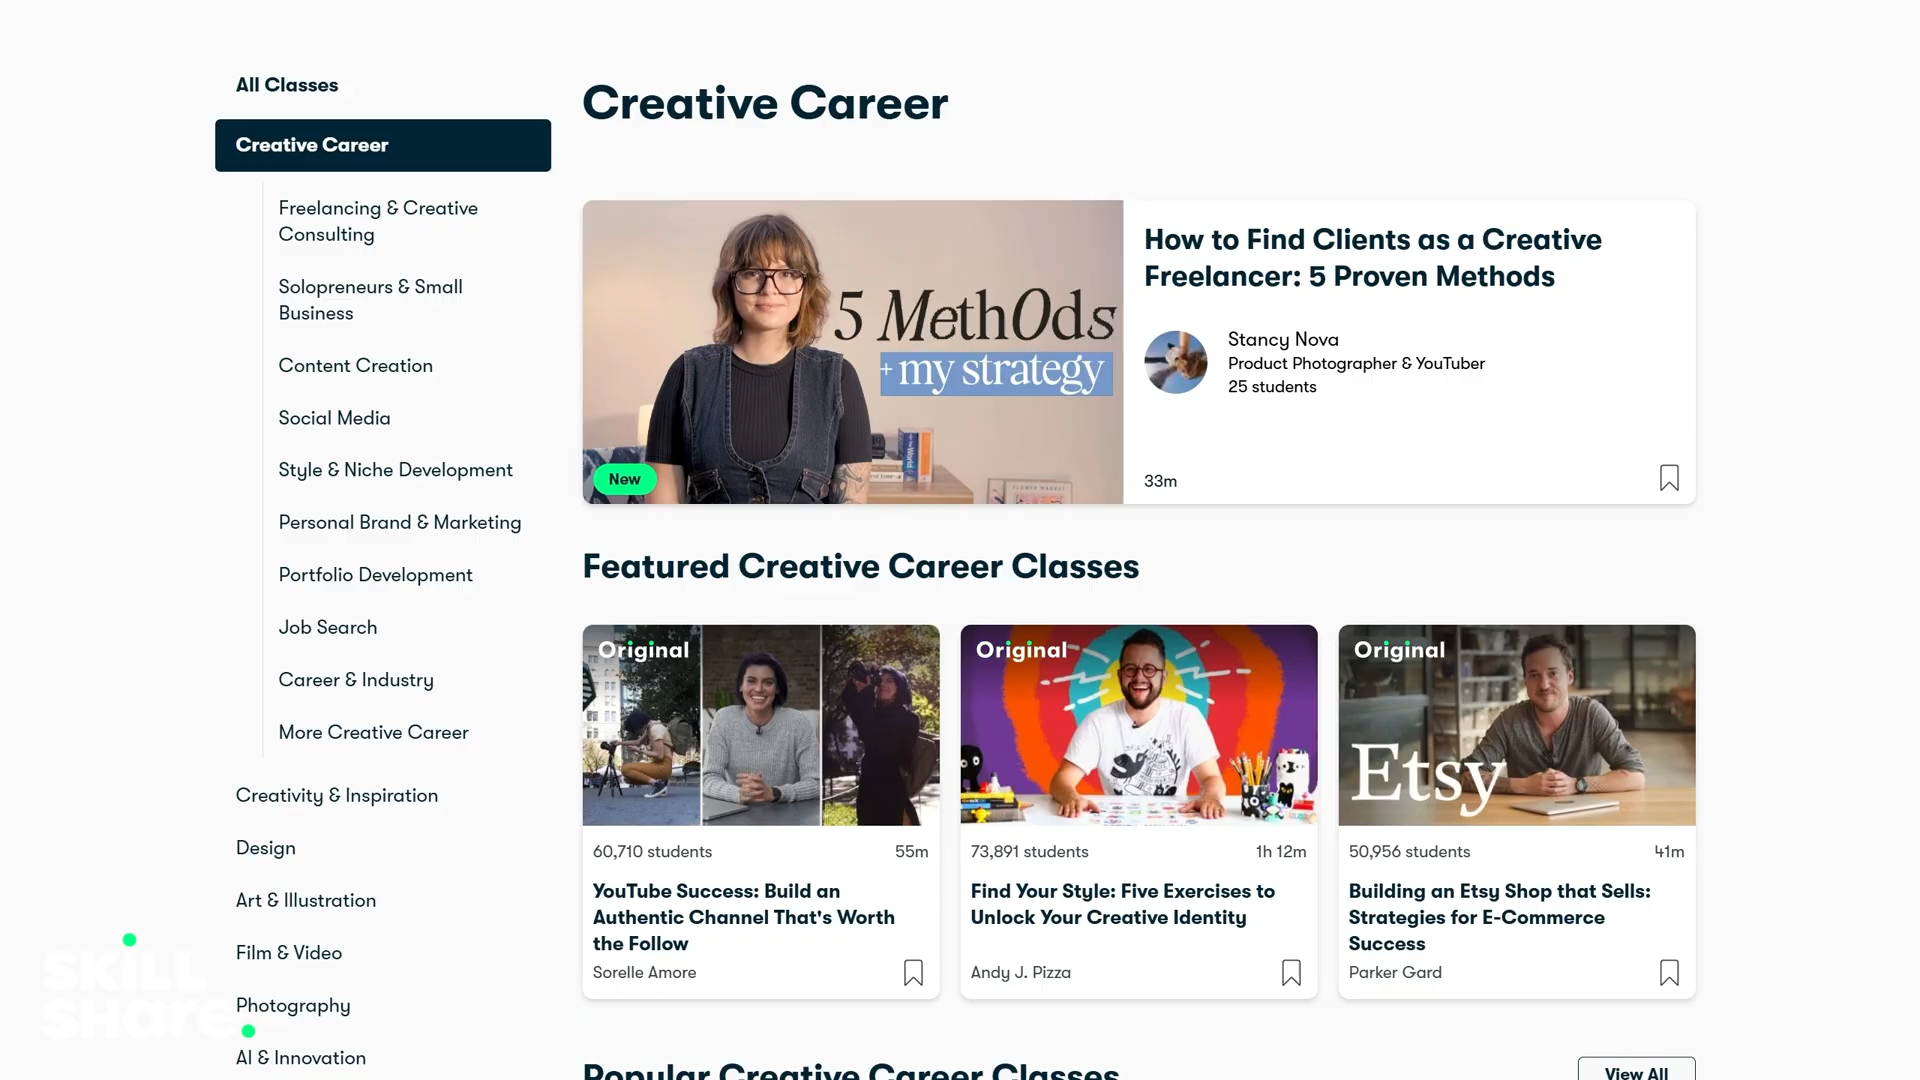 All Classes
Creative Career
Freelancing & Creative
Consulting
Solopreneurs & Small
Business
Content Creation
Social Media
Style & Niche Development
Personal Brand & Marketing
Portfolio Development
Job Search
Career & Industry
More Creative Career
Creativity & Inspiration
Design
Art & Illustration
Film & Video
Photography
AI & Innovation
SKILL
SHare.
Creative Career
5 MethOds
+ my strategy
New
How to Find Clients as a Creative
Freelancer: 5 Proven Methods
Stancy Nova
Product Photographer & YouTuber
25 students
33m
Featured Creative Career Classes
Original
60,710 students 55m
YouTube Success: Build an
Authentic Channel That's Worth
the Follow
Sorelle Amore
Original
73,891 students 1h 12m
Find Your Style: Five Exercises to
Unlock Your Creative Identity
Andy J. Pizza
Original
Etsy
50,956 students 41m
Building an Etsy Shop that Sells:
Strategies for E-Commerce
Success
Parker Gard
Popular Creative Career Classes
View All